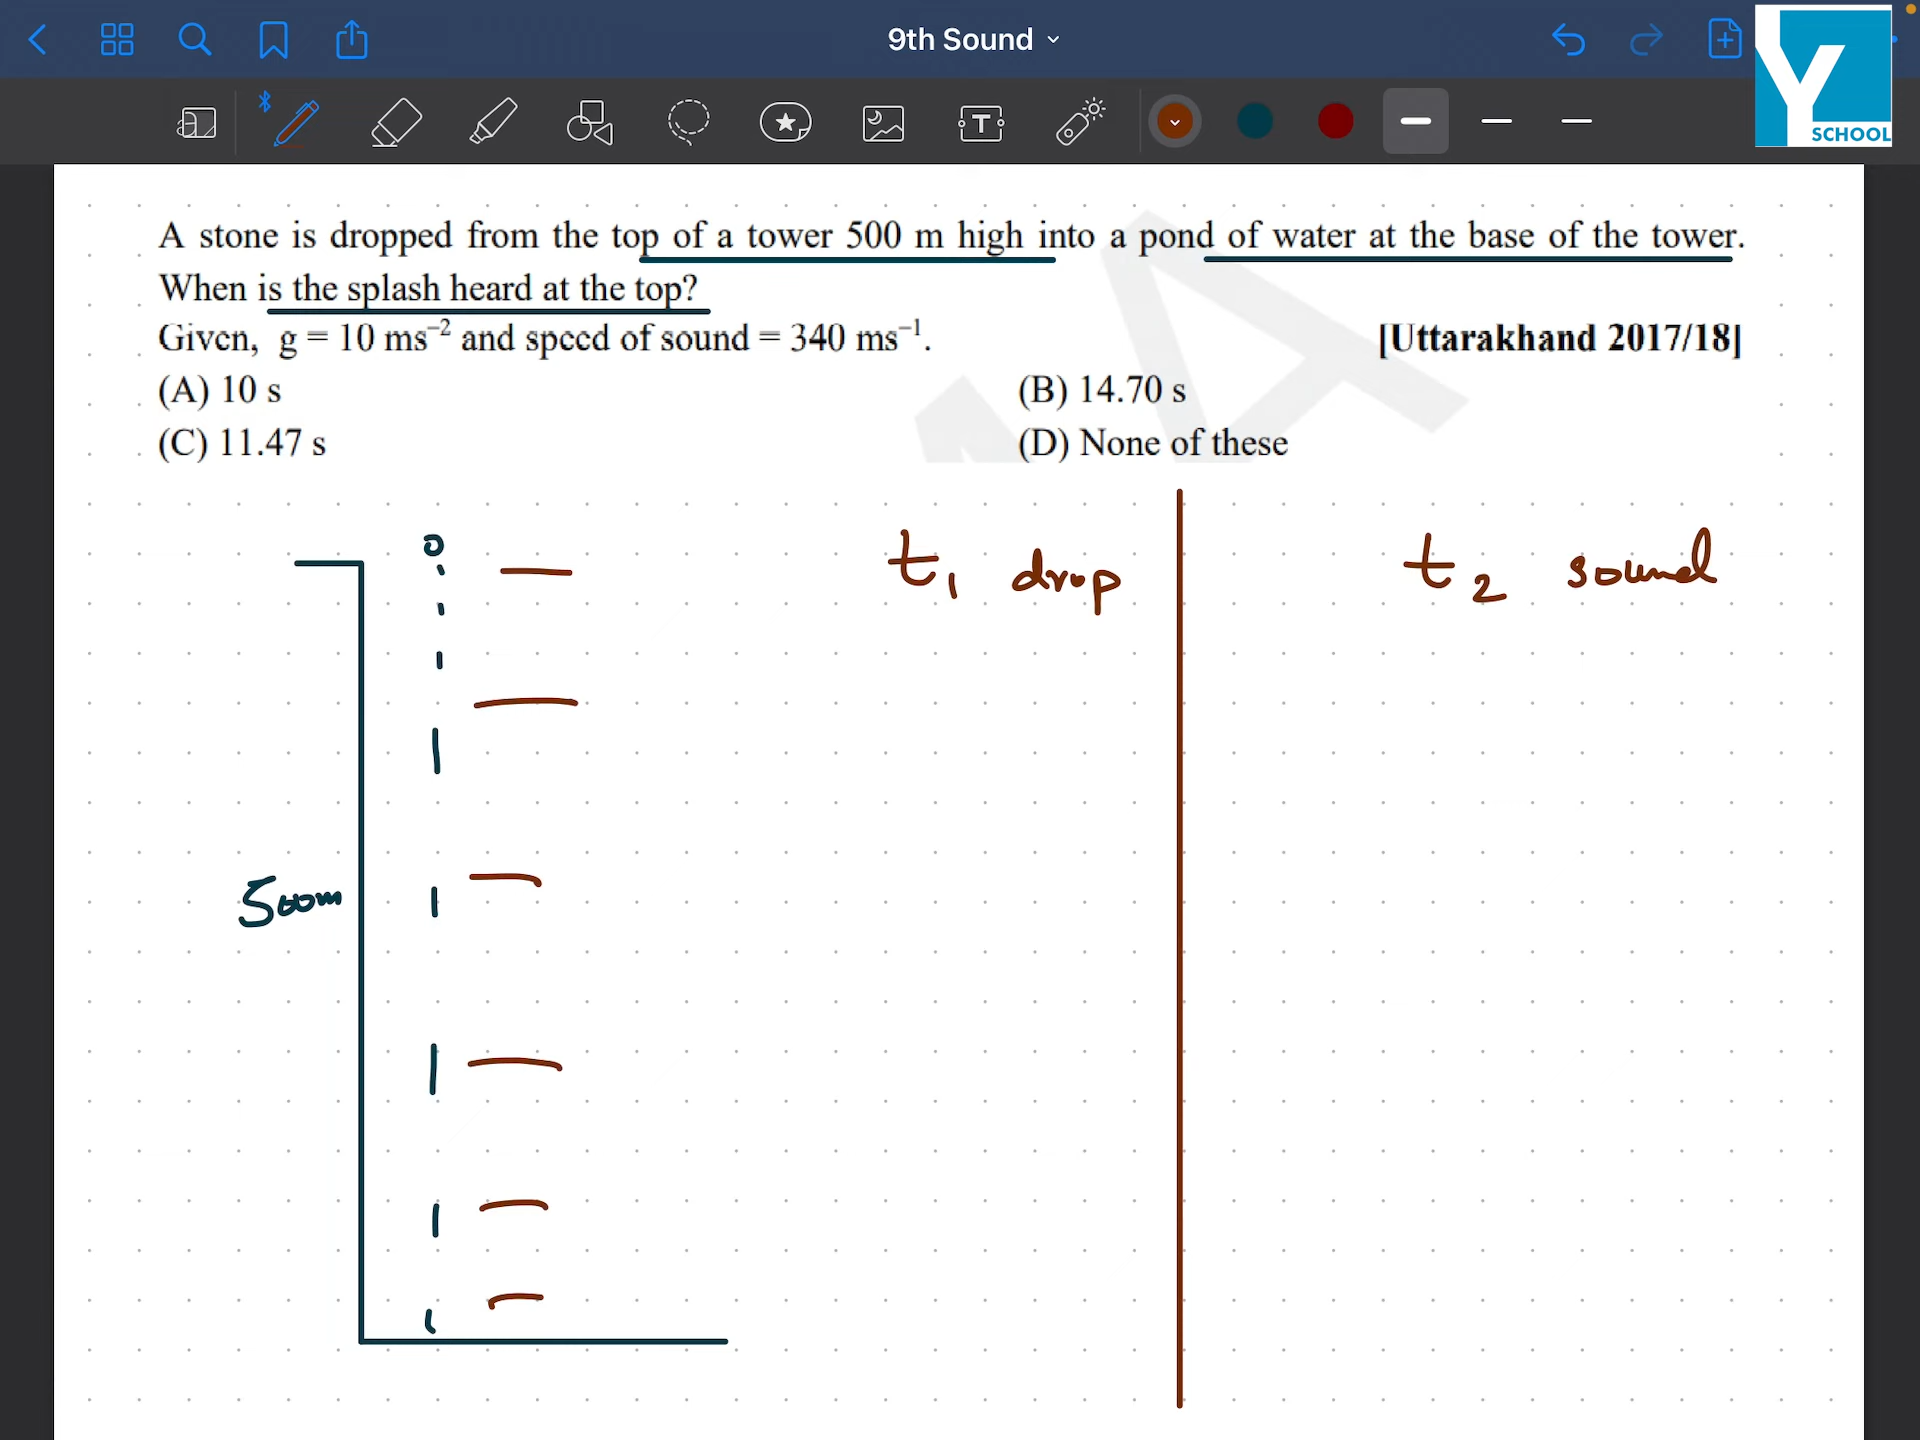 9th Sound
Y
SCHOOL
T
A stone is dropped from the top of a tower 500 m high into a pond of water at the base of the tower.
When is the splash heard at the top?
Given, g = 10 ms⁻² and speed of sound = 340 ms⁻¹.
[Uttarakhand 2017/18]
(A) 10 s
(B) 14.70 s
(C) 11.47 s
(D) None of these
t₁ drop
t₂ sound
500m